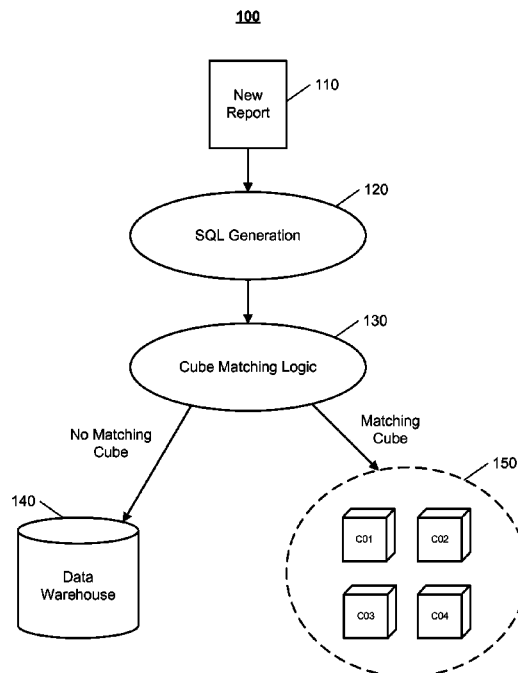 100
New
Report
110
120
SQL Generation
130
Cube Matching Logic
No Matching
Cube
Matching
Cube
140
150
Data
Warehouse
C01
C02
C03
C04